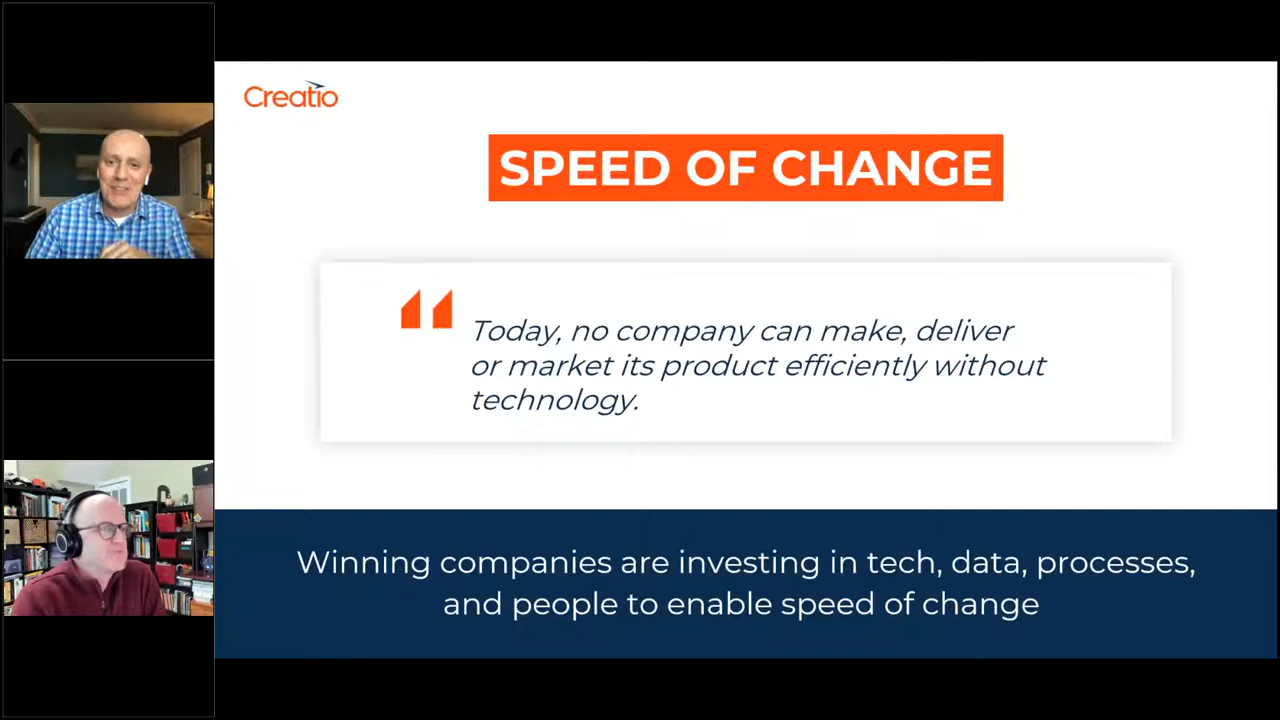 Creatio
SPEED OF CHANGE
Today, no company can make, deliver
or market its product efficiently without
technology.
Winning companies are investing in tech, data, processes,
and people to enable speed of change